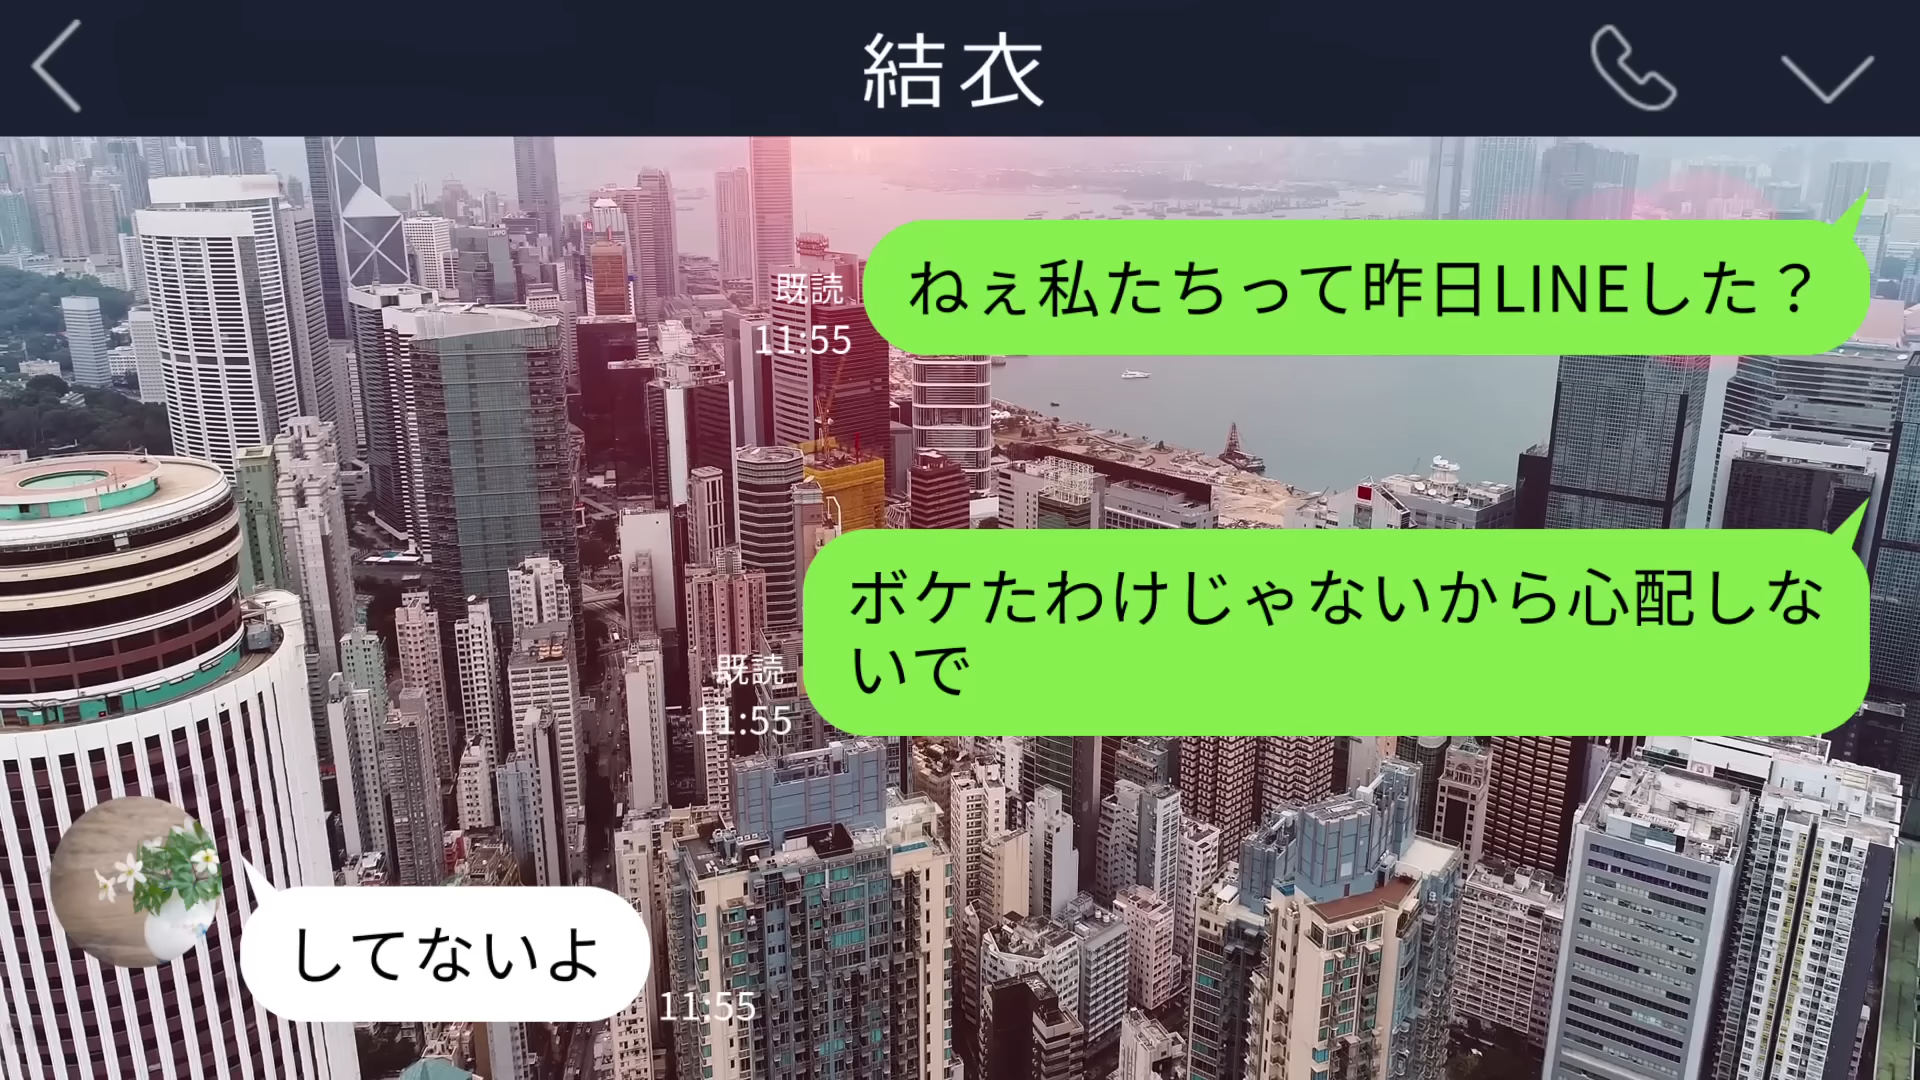 結衣
ねぇ私たちって昨日LINEした？
既読
11:55
ボケたわけじゃないから心配しな
いで
既読
11:55
してないよ
11:55